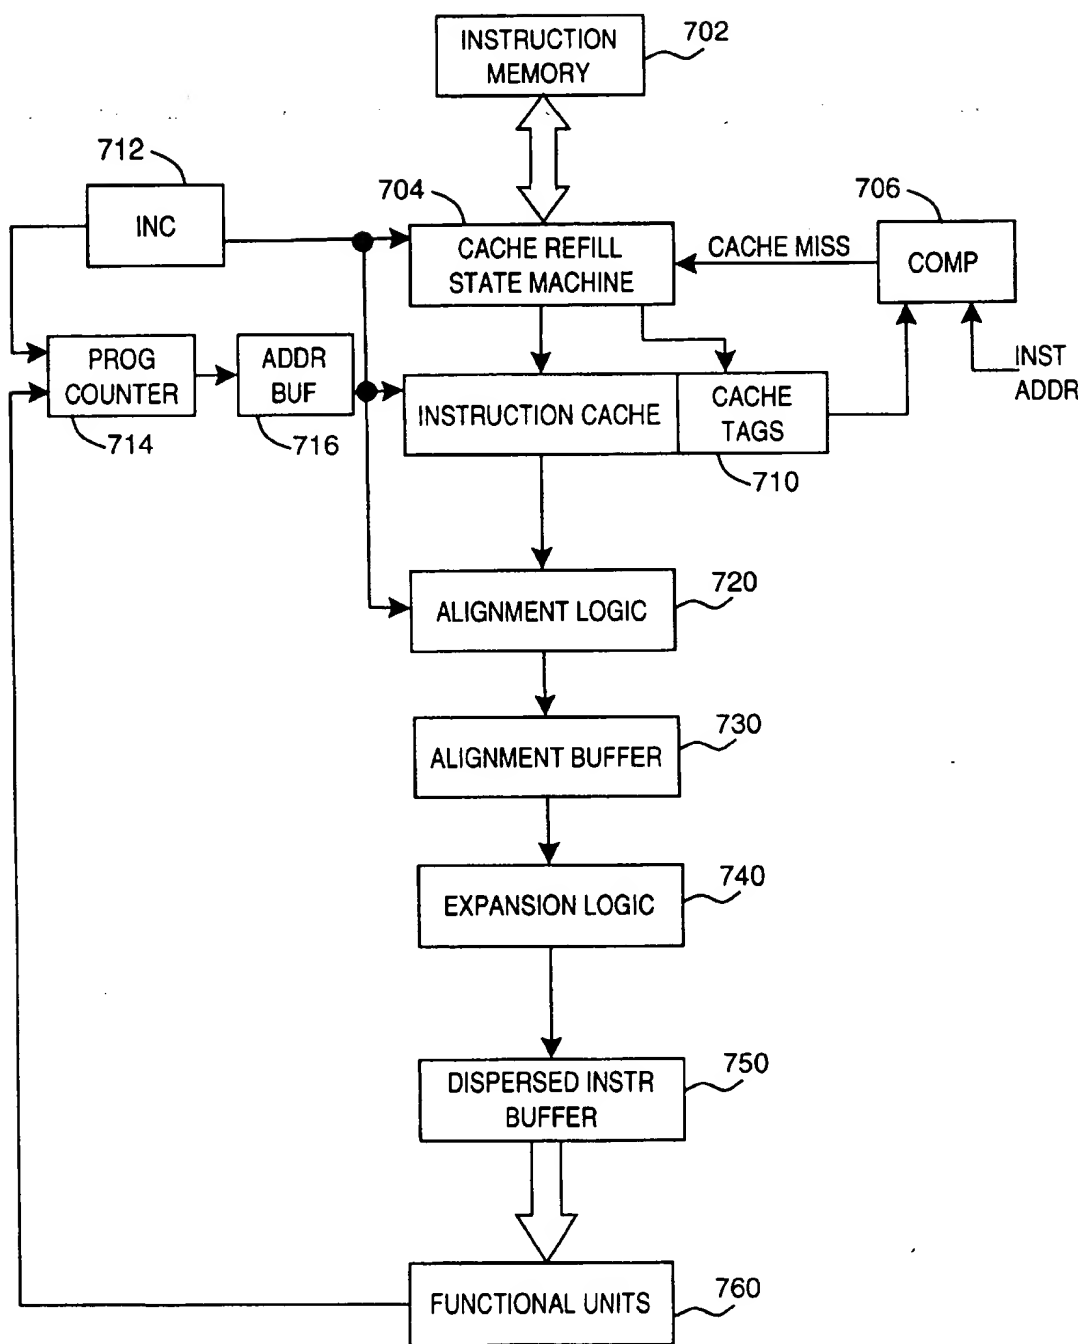 INSTRUCTION
MEMORY
702
712
INC
704
CACHE REFILL
STATE MACHINE
CACHE MISS
706
COMP
PROG
COUNTER
714
ADDR
BUF
716
INSTRUCTION CACHE
CACHE
TAGS
710
INST
ADDR
ALIGNMENT LOGIC
720
ALIGNMENT BUFFER
730
EXPANSION LOGIC
740
DISPERSED INSTR
BUFFER
750
FUNCTIONAL UNITS
760